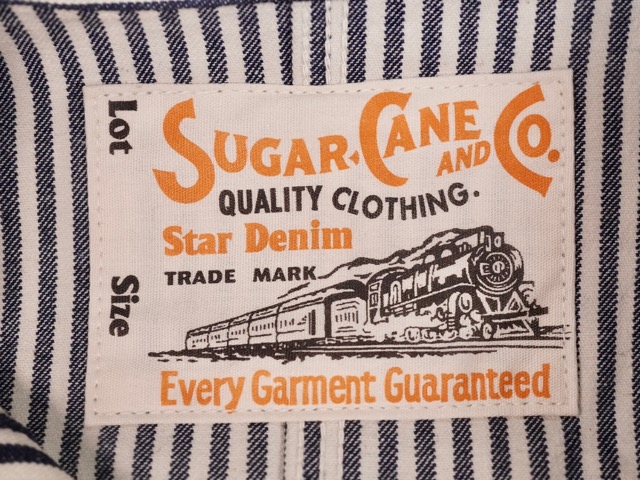 Lot
Size
SUGAR CANE AND CO.
QUALITY CLOTHING.
Star Denim
TRADE MARK
Every Garment Guaranteed